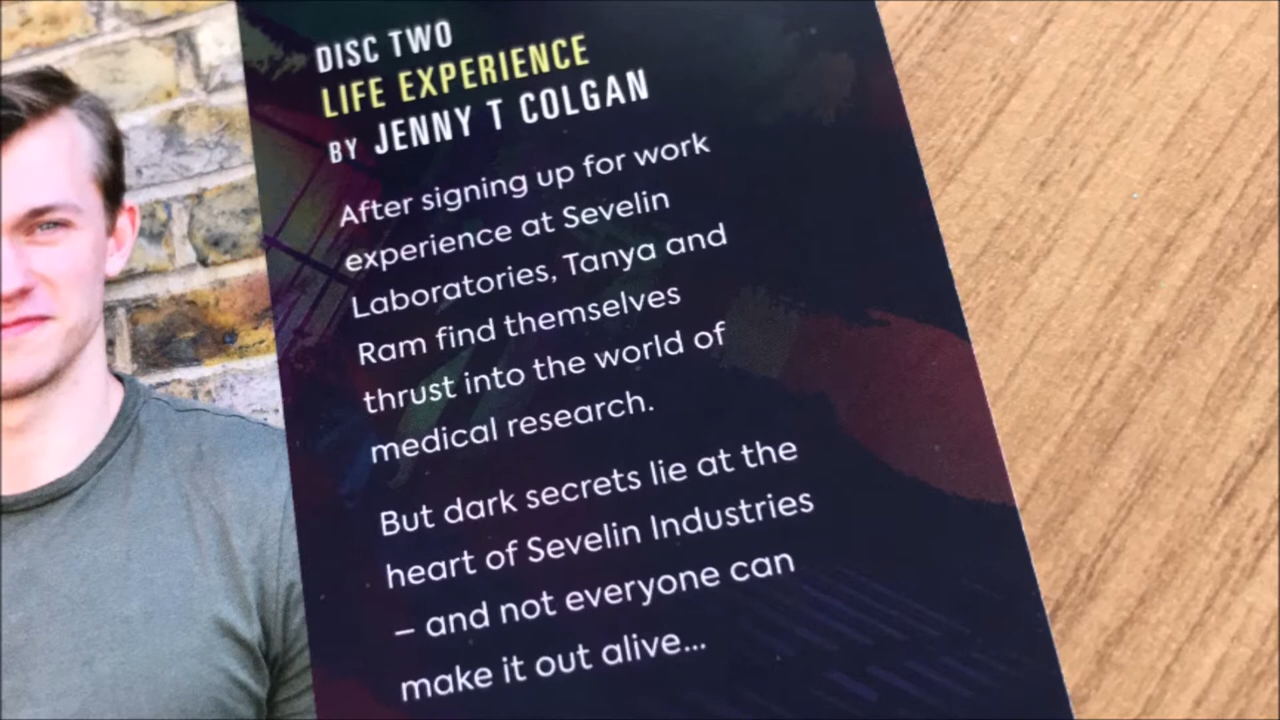 DISC TWO
LIFE EXPERIENCE
BY JENNY T COLGAN
After signing up for work
experience at Sevelin
Laboratories, Tanya and
Ram find themselves
thrust into the world of
medical research.
But dark secrets lie at the
heart of Sevelin Industries
– and not everyone can
make it out alive...